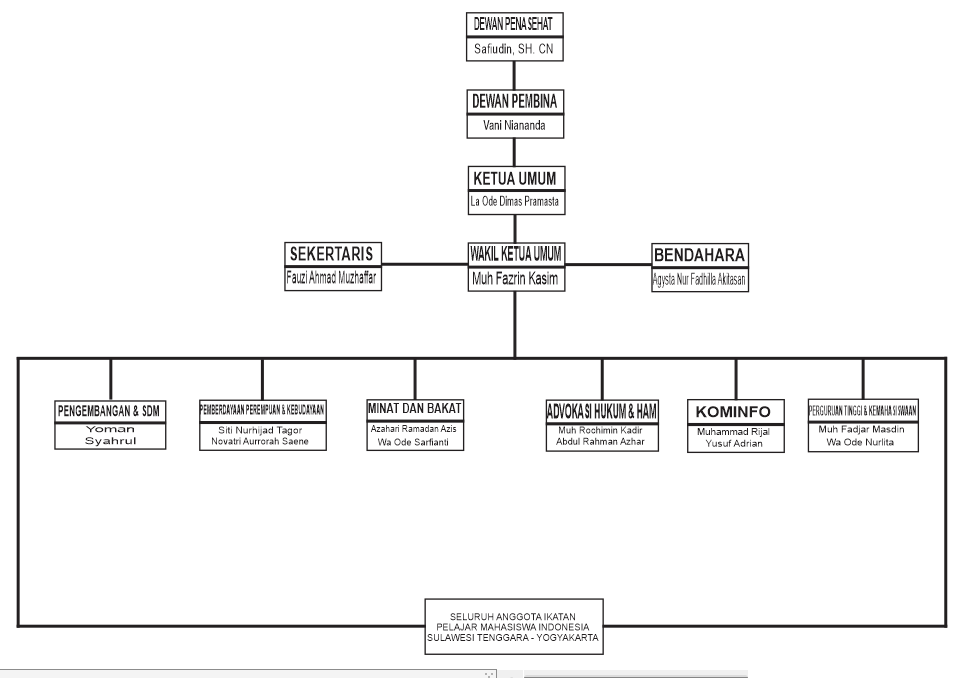 DEWAN PENASEHAT
Safiudin, SH. CN
DEWAN PEMBINA
Vani Niananda
KETUA UMUM
La Ode Dimas Pramasta
SEKERTARIS
Fauzi Ahmad Muzhaffar
WAKIL KETUA UMUM
Muh Fazrin Kasim
BENDAHARA
Agysta Nur Fadhilla Akitasan
PENGEMBANGAN & SDM
Yoman
Syahrul
PEMBERDAYAAN PEREMPUAN & KEBUDAYAAN
Siti Nurhijad Tagor
Novatri Aurrorah Saene
MINAT DAN BAKAT
Azahari Ramadan Azis
Wa Ode Sarfianti
ADVOKASI HUKUM & HAM
Muh Rochimin Kadir
Abdul Rahman Azhar
KOMINFO
Muhammad Rijal
Yusuf Adrian
PERGURUAN TINGGI & KEMAHASISWAAN
Muh Fadjar Masdin
Wa Ode Nurlita
SELURUH ANGGOTA IKATAN
PELAJAR MAHASISWA INDONESIA
SULAWESI TENGGARA - YOGYAKARTA